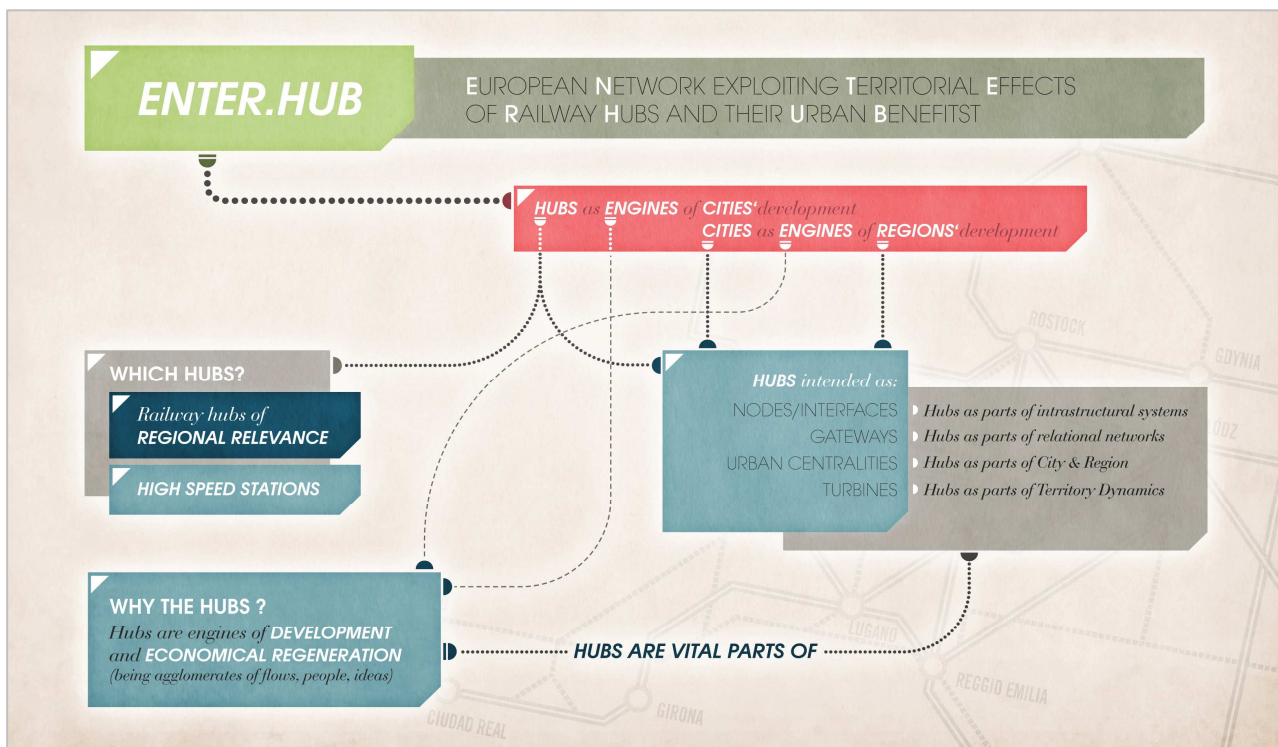 ENTER.HUB
EUROPEAN NETWORK EXPLOITING TERRITORIAL EFFECTS
OF RAILWAY HUBS AND THEIR URBAN BENEFITST
HUBS as ENGINES of CITIES' development
CITIES as ENGINES of REGIONS' development
ROSTOCK
GDYNIA
WHICH HUBS?
Railway hubs of
REGIONAL RELEVANCE
HIGH SPEED STATIONS
HUBS intended as:
NODES/INTERFACES
GATEWAYS
URBAN CENTRALITIES
TURBINES
Hubs as parts of intrastructural systems
Hubs as parts of relational networks
Hubs as parts of City & Region
Hubs as parts of Territory Dynamics
ŁÓDZ
WHY THE HUBS ?
Hubs are engines of DEVELOPMENT
and ECONOMICAL REGENERATION
(being agglomerates of flows, people, ideas)
HUBS ARE VITAL PARTS OF
LUGANO
REGGIO EMILIA
GIRONA
CIUDAD REAL